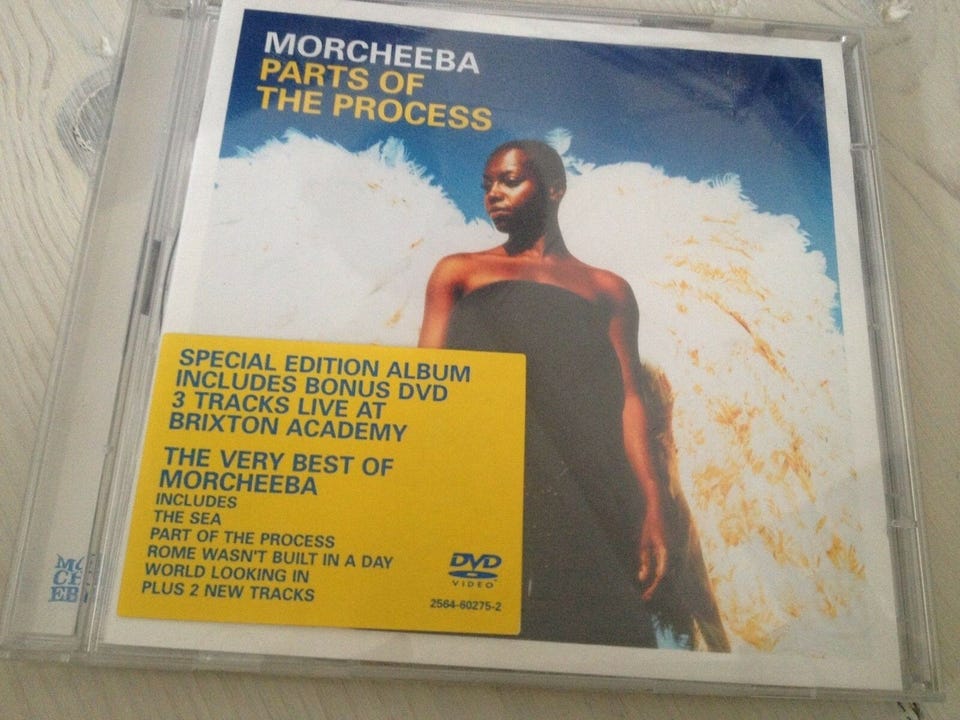 MORCHEEBA
PARTS OF
THE PROCESS
SPECIAL EDITION ALBUM
INCLUDES BONUS DVD
3 TRACKS LIVE AT
BRIXTON ACADEMY
THE VERY BEST OF
MORCHEEBA
INCLUDES
THE SEA
PART OF THE PROCESS
ROME WASN'T BUILT IN A DAY
WORLD LOOKING IN
PLUS 2 NEW TRACKS
DVD
VIDEO
2564-60275-2